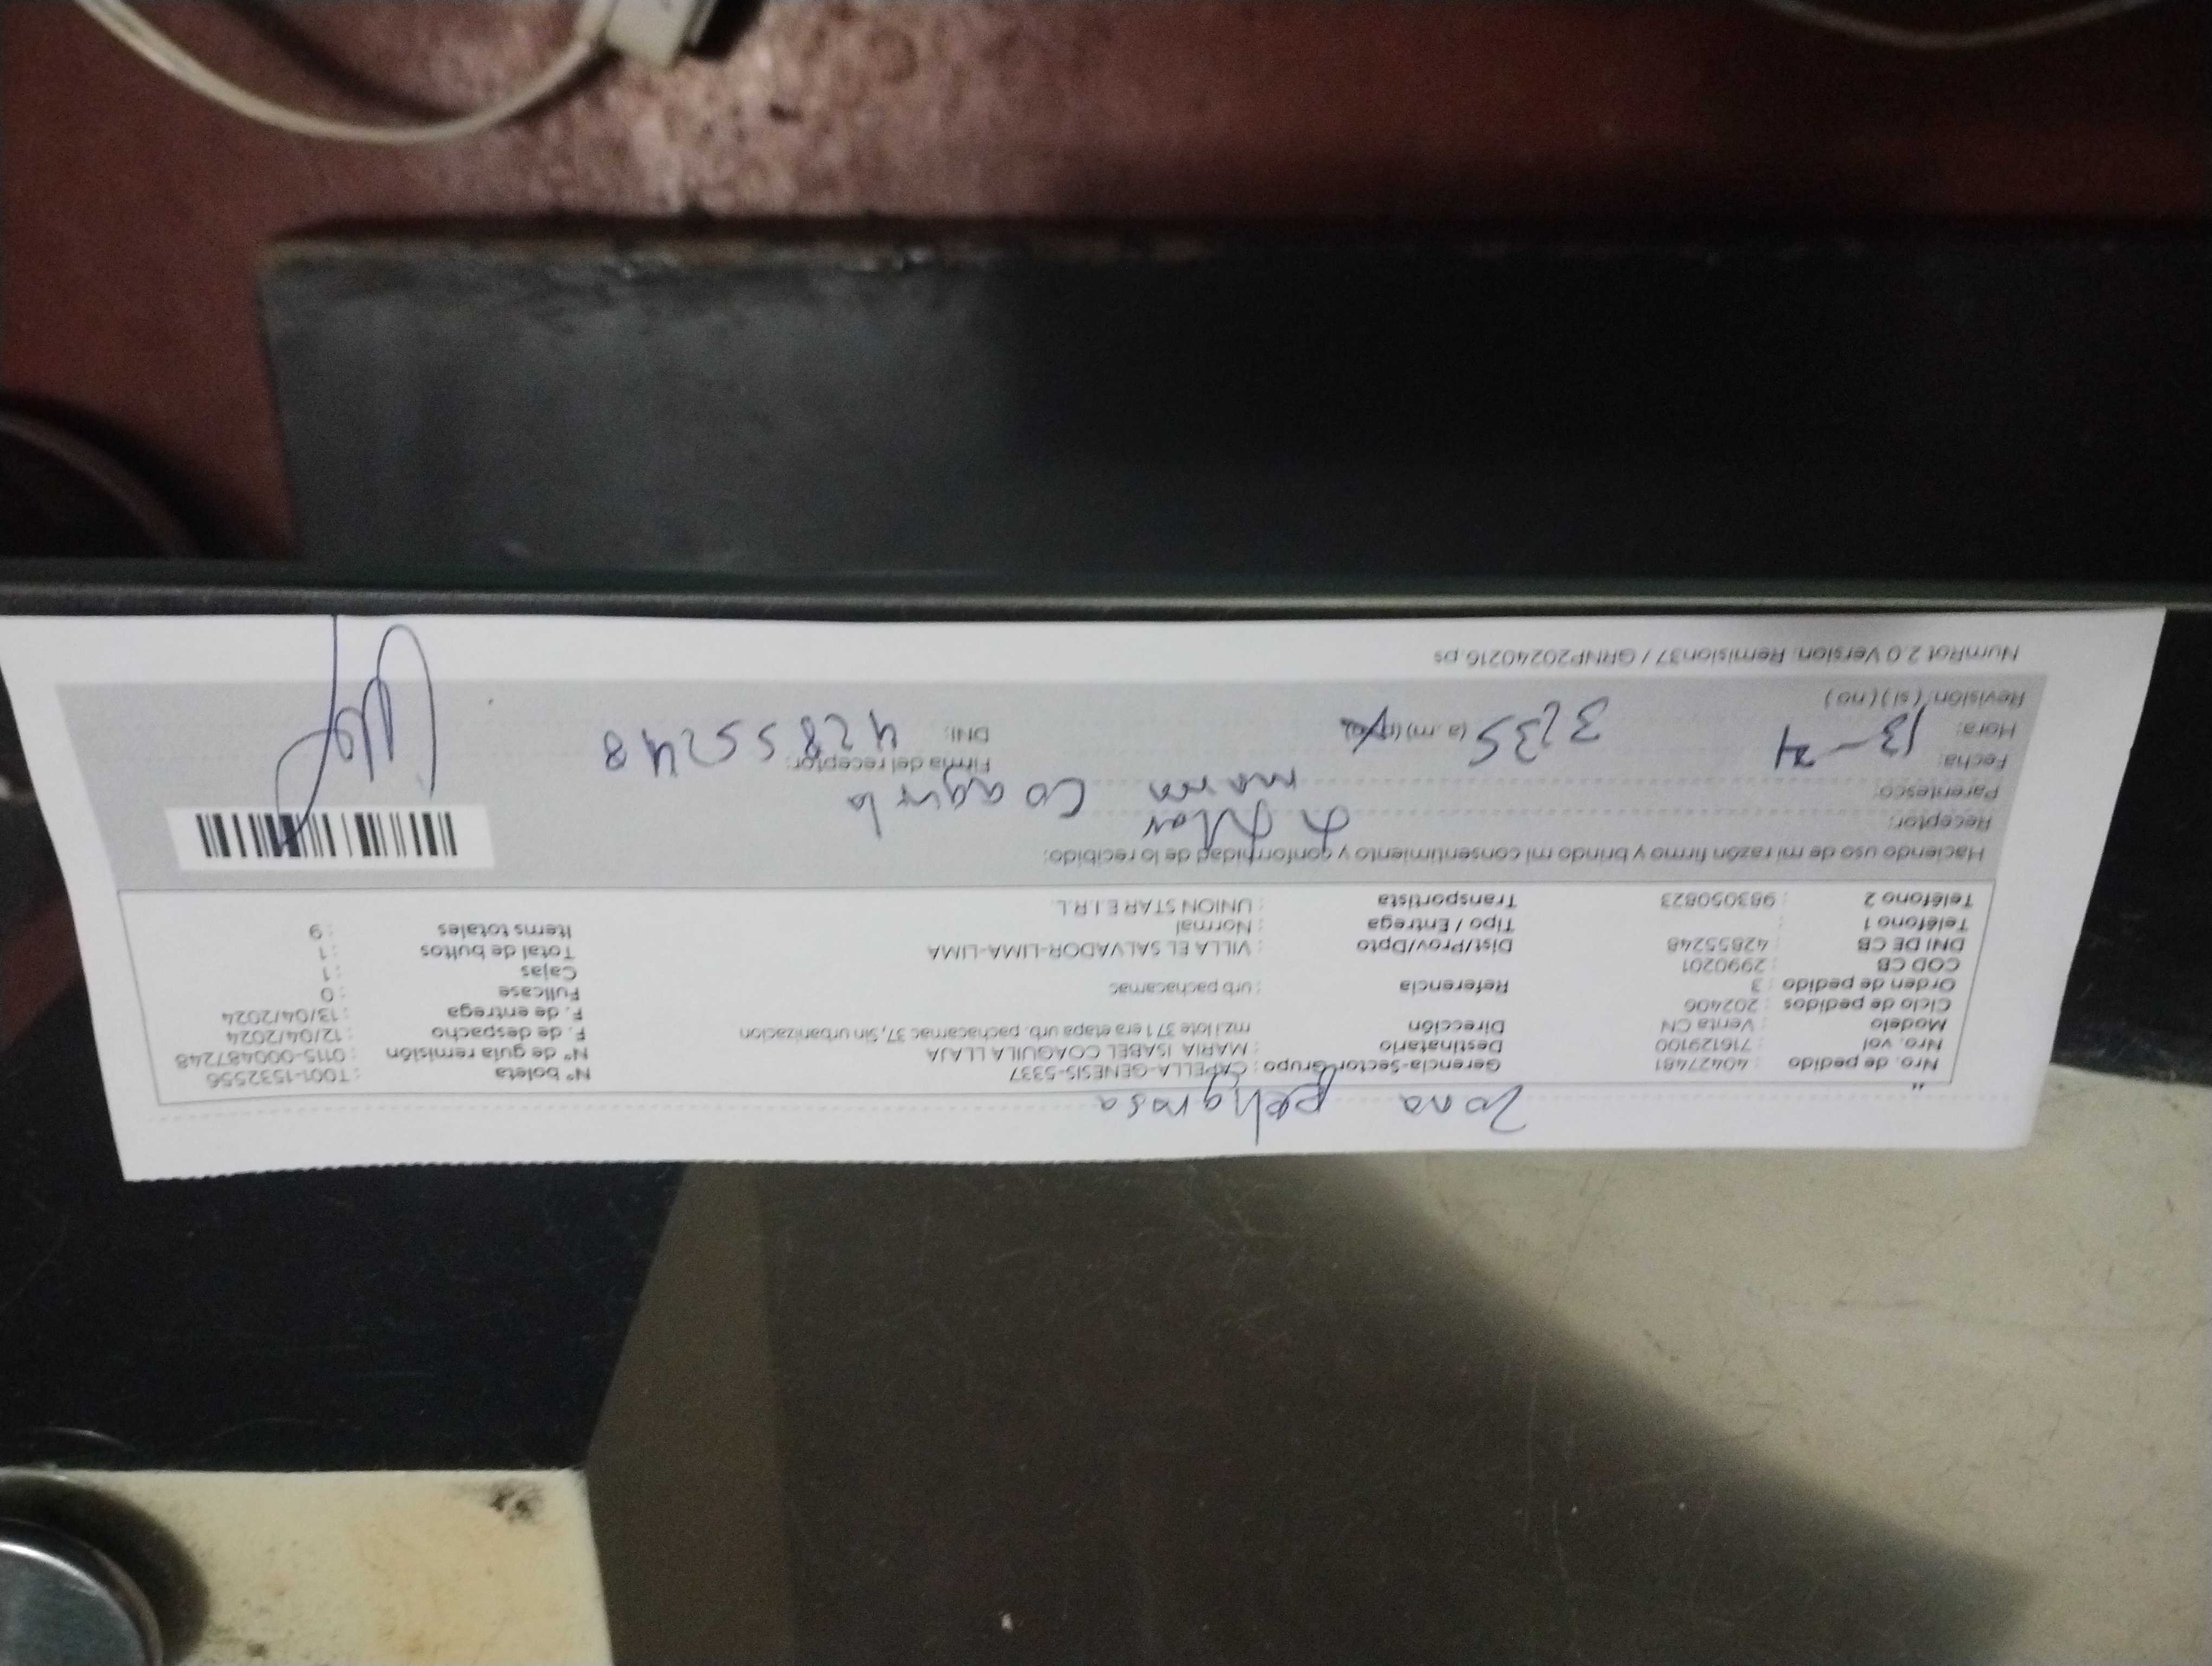 Zona peligrosa
Nro. de pedido : 40427481 Gerencia-Sector-Grupo : CAPELLA-GENESIS-5337 N° boleta : T001-1532556
Nro. vol : 716129100 Destinatario : MARIA ISABEL COAQUILA LLAJA N° de guía remisión : 0115-000487248
Modelo : Venta CN Dirección : mz i lote 37 1 era etapa urb. pachacamac 37, Sin urbanizacion F. de despacho : 12/04/2024
Ciclo de pedidos : 202406 F. de entrega : 13/04/2024
Orden de pedido : 3 Referencia : urb pachacamac Fullcase : 0
COD CB : 2990201 Cajas : 1
DNI DE CB : 42855248 Dist/Prov/Dpto : VILLA EL SALVADOR-LIMA-LIMA Total de bultos : 1
Teléfono 1 : Tipo / Entrega : Normal Items totales : 9
Teléfono 2 : 983050823 Transportista : UNION STAR E.I.R.L.
Haciendo uso de mi razón firmo y brindo mi consentimiento y conformidad de lo recibido:
Receptor:
Parentesco: Coaquila
Fecha: 13-4 Firma del receptor:
Hora: 3:35 (a. m) DNI: 42855248
Revisión: (si) (no)
NumRot 2.0 Version: Remision37 / GRNP20240216 ps